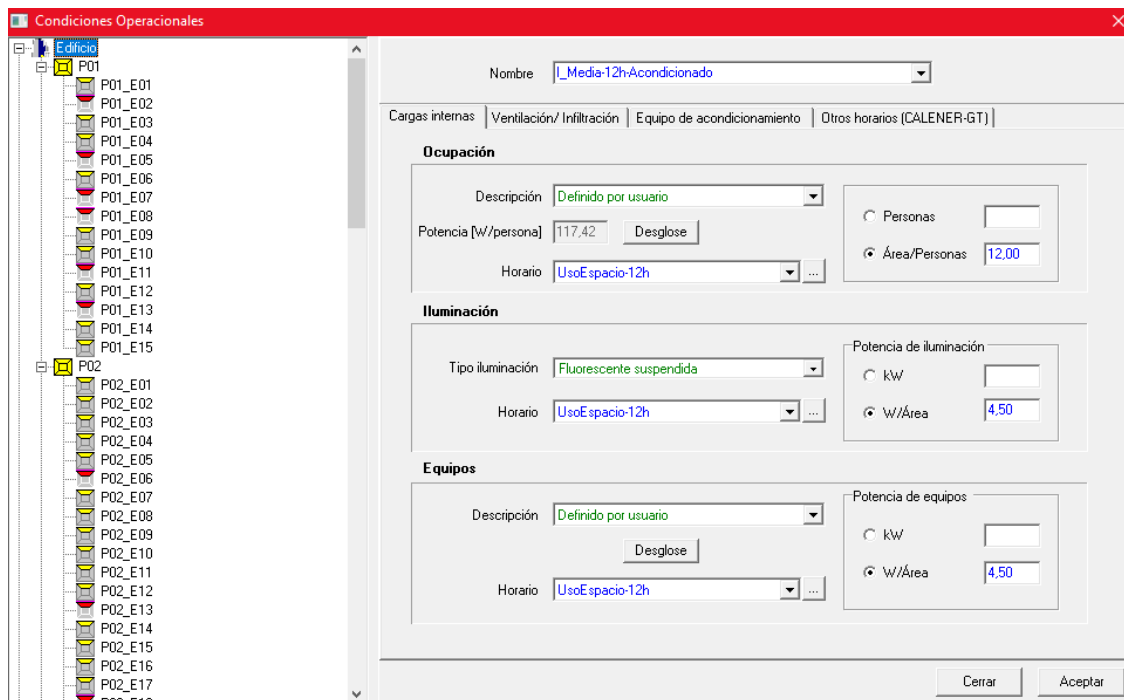 Condiciones Operacionales
Edificio
P01
P01_E01
P01_E02
P01_E03
P01_E04
P01_E05
P01_E06
P01_E07
P01_E08
P01_E09
P01_E10
P01_E11
P01_E12
P01_E13
P01_E14
P01_E15
P02
P02_E01
P02_E02
P02_E03
P02_E04
P02_E05
P02_E06
P02_E07
P02_E08
P02_E09
P02_E10
P02_E11
P02_E12
P02_E13
P02_E14
P02_E15
P02_E16
P02_E17
Nombre I_Media-12h-Acondicionado
Cargas internas Ventilación/ Infiltración Equipo de acondicionamiento Otros horarios (CALENER-GT)
Ocupación
Descripción Definido por usuario
Potencia [W/persona] 117,42 Desglose
Horario UsoEspacio-12h ...
Personas
Área/Personas 12,00
Iluminación
Tipo iluminación Fluorescente suspendida
Horario UsoEspacio-12h ...
Potencia de iluminación
kW
W/Área 4,50
Equipos
Descripción Definido por usuario
Desglose
Horario UsoEspacio-12h ...
Potencia de equipos
kW
W/Área 4,50
Cerrar Aceptar